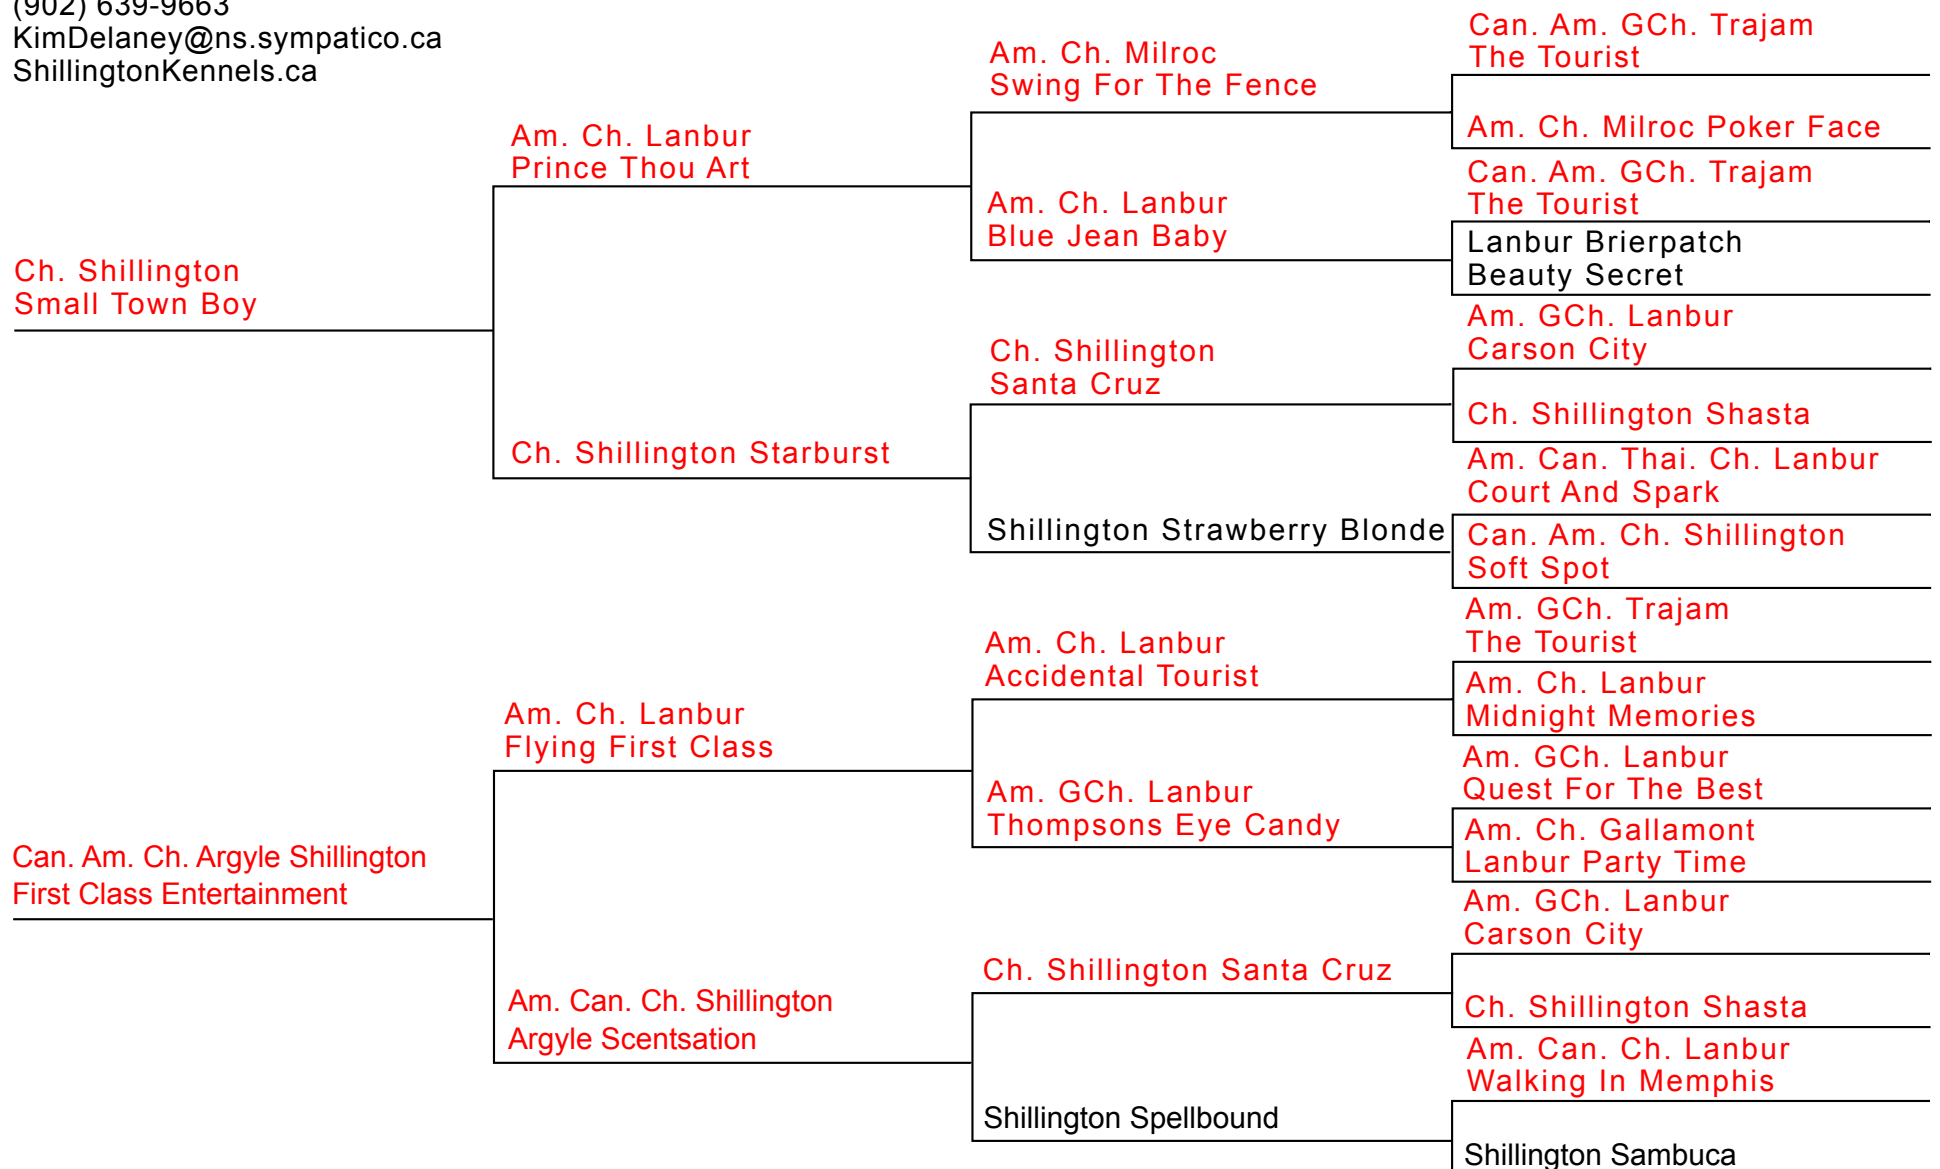 (902) 639-9663
KimDelaney@ns.sympatico.ca
ShillingtonKennels.ca
Ch. Shillington
Small Town Boy
Can. Am. Ch. Argyle Shillington
First Class Entertainment
Am. Ch. Lanbur
Prince Thou Art
Ch. Shillington Starburst
Am. Ch. Lanbur
Flying First Class
Am. Can. Ch. Shillington
Argyle Scentsation
Am. Ch. Milroc
Swing For The Fence
Am. Ch. Lanbur
Blue Jean Baby
Ch. Shillington
Santa Cruz
Shillington Strawberry Blonde
Am. Ch. Lanbur
Accidental Tourist
Am. GCh. Lanbur
Thompsons Eye Candy
Ch. Shillington Santa Cruz
Shillington Spellbound
Can. Am. GCh. Trajam
The Tourist
Am. Ch. Milroc Poker Face
Can. Am. GCh. Trajam
The Tourist
Lanbur Brierpatch
Beauty Secret
Am. GCh. Lanbur
Carson City
Ch. Shillington Shasta
Am. Can. Thai. Ch. Lanbur
Court And Spark
Can. Am. Ch. Shillington
Soft Spot
Am. GCh. Trajam
The Tourist
Am. Ch. Lanbur
Midnight Memories
Am. GCh. Lanbur
Quest For The Best
Am. Ch. Gallamont
Lanbur Party Time
Am. GCh. Lanbur
Carson City
Ch. Shillington Shasta
Am. Can. Ch. Lanbur
Walking In Memphis
Shillington Sambuca